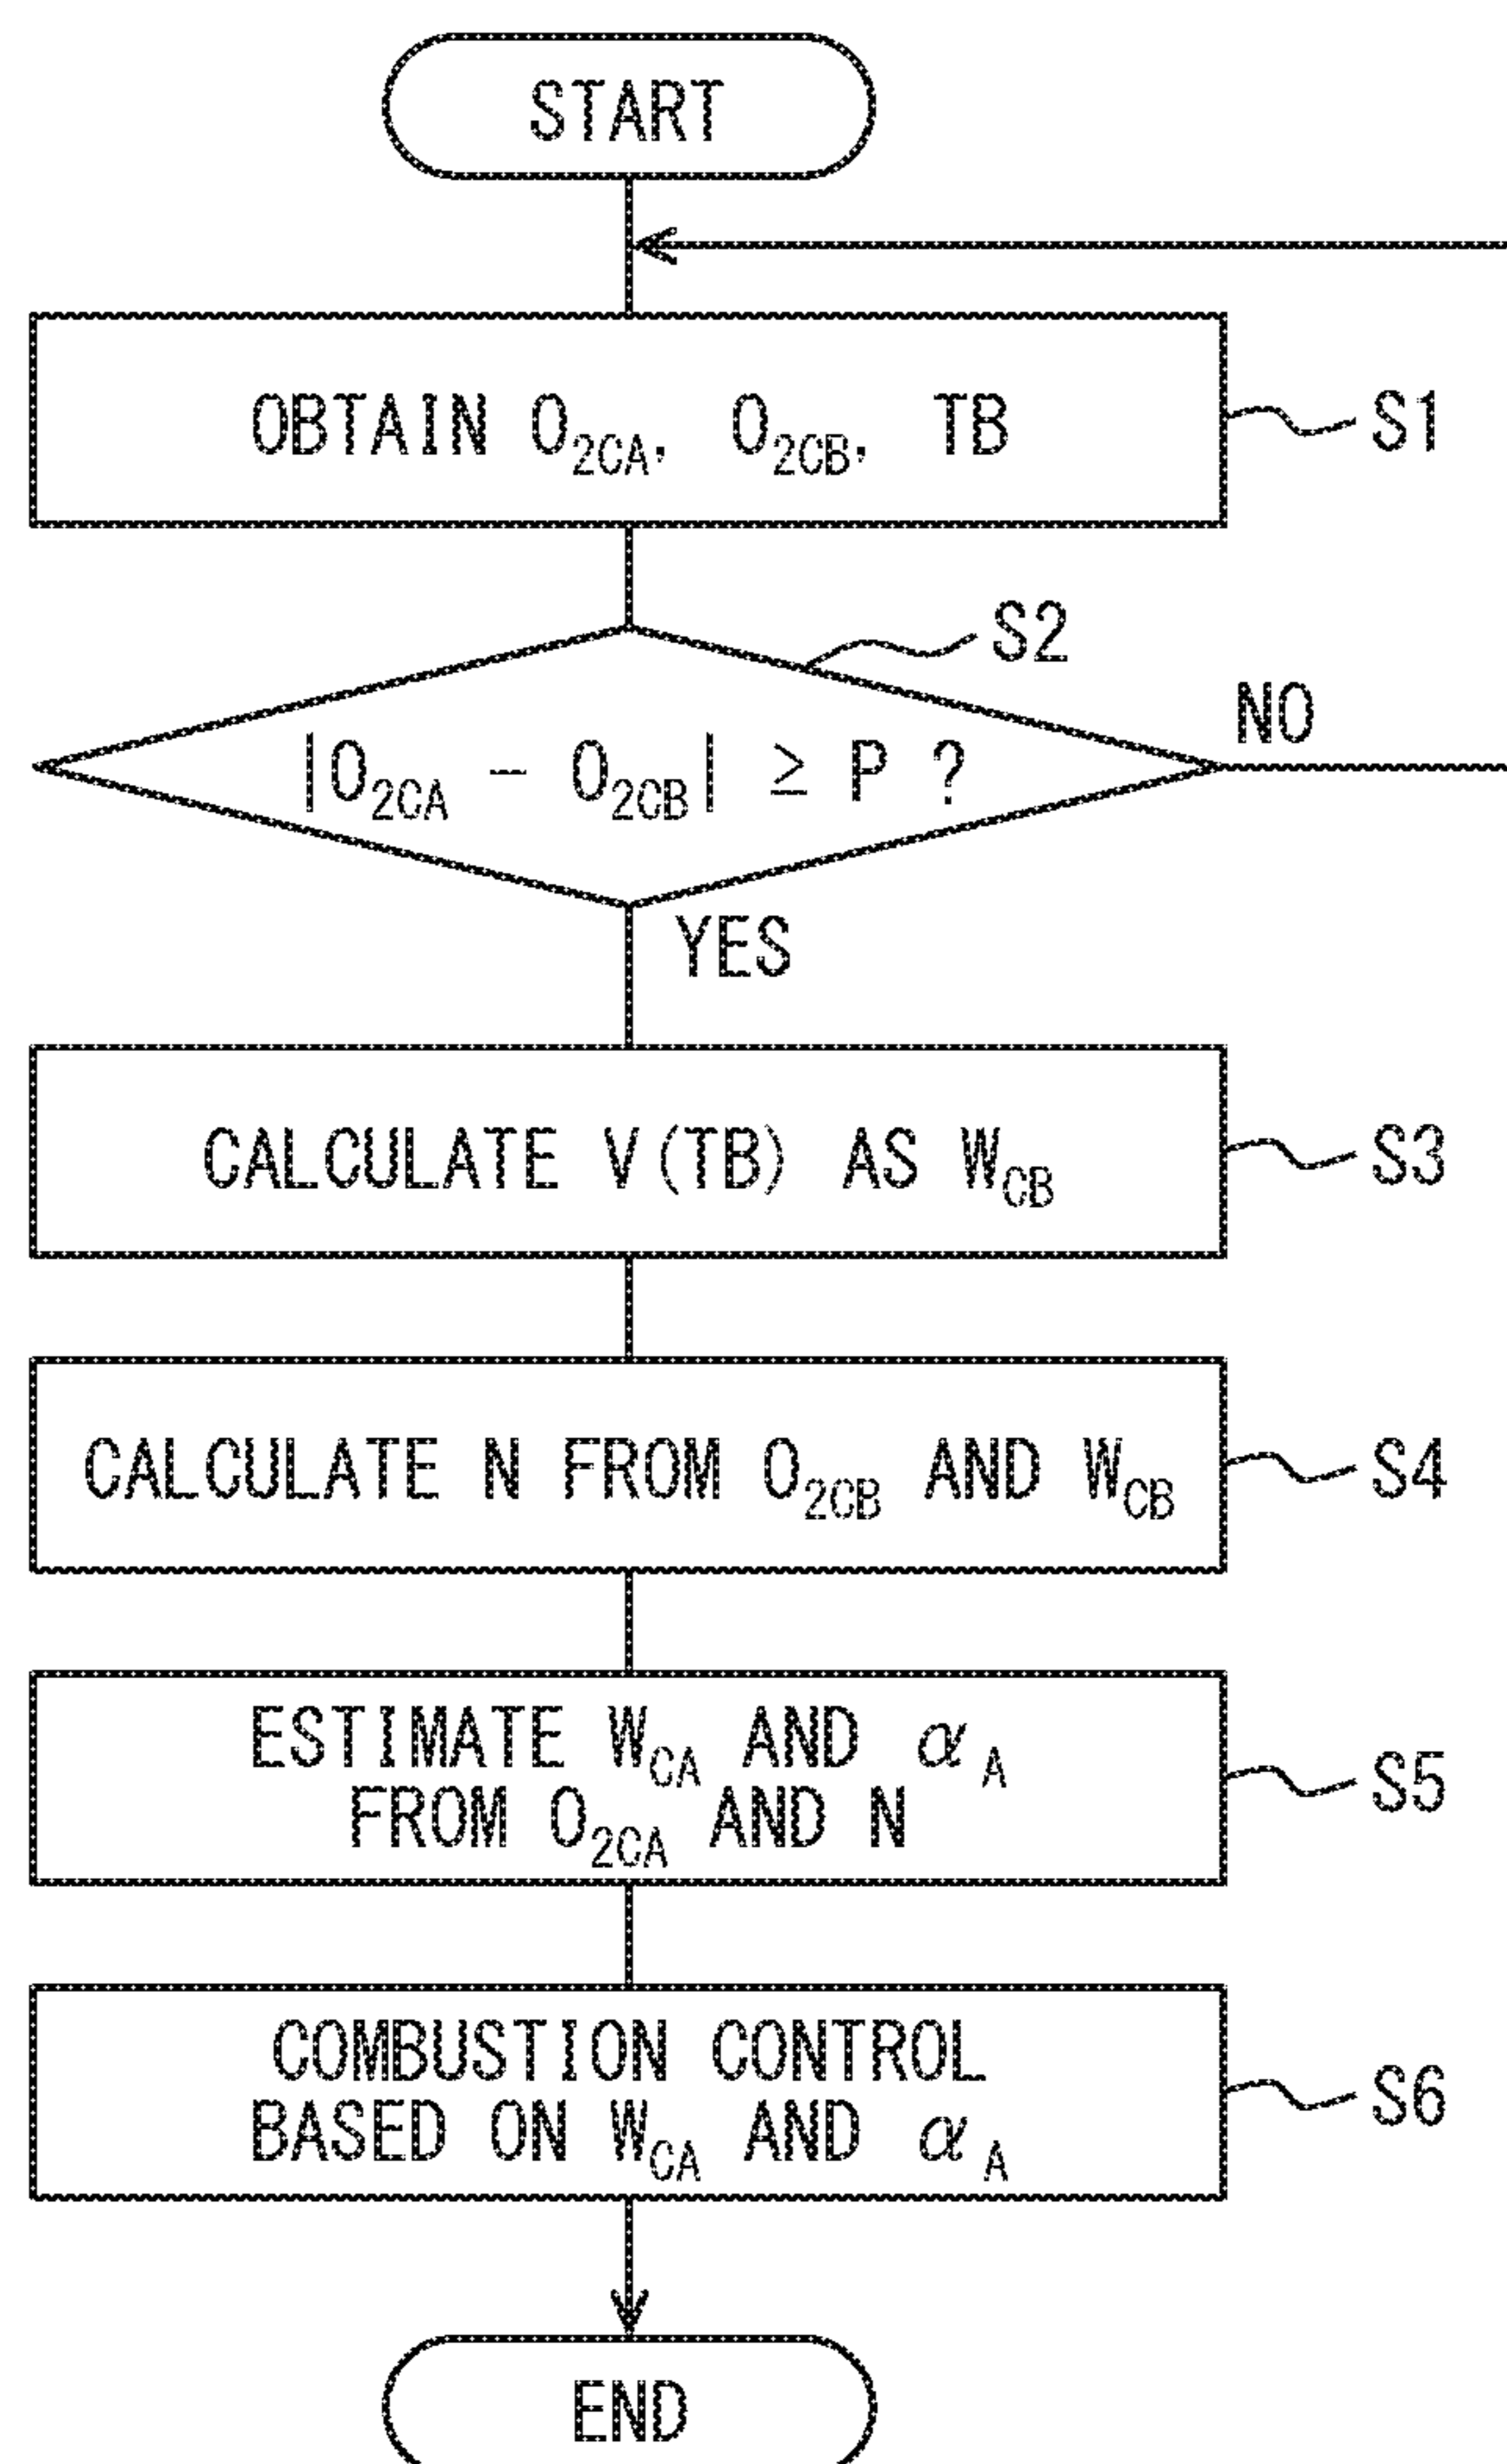 START
OBTAIN O₂CA, O₂CB, TB
S1
S2
|O₂CA − O₂CB| ≥ P ?
NO
YES
CALCULATE V(TB) AS WCB
S3
CALCULATE N FROM O₂CB AND WCB
S4
ESTIMATE WCA AND αA
FROM O₂CA AND N
S5
COMBUSTION CONTROL
BASED ON WCA AND αA
S6
END